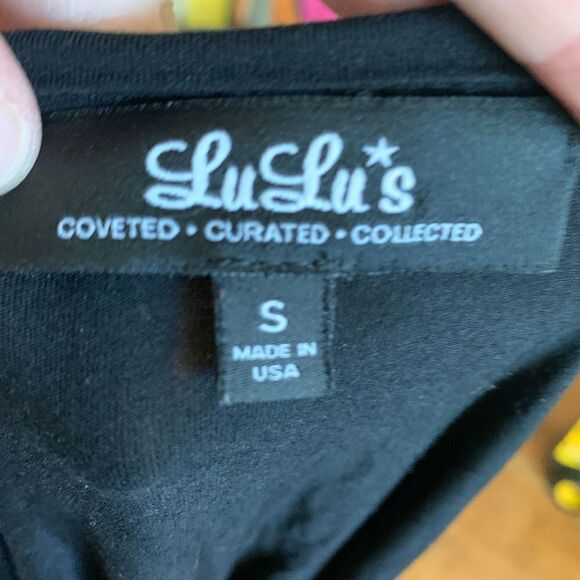 LuLu*s
COVETED • CURATED • COLLECTED
S
MADE IN
USA